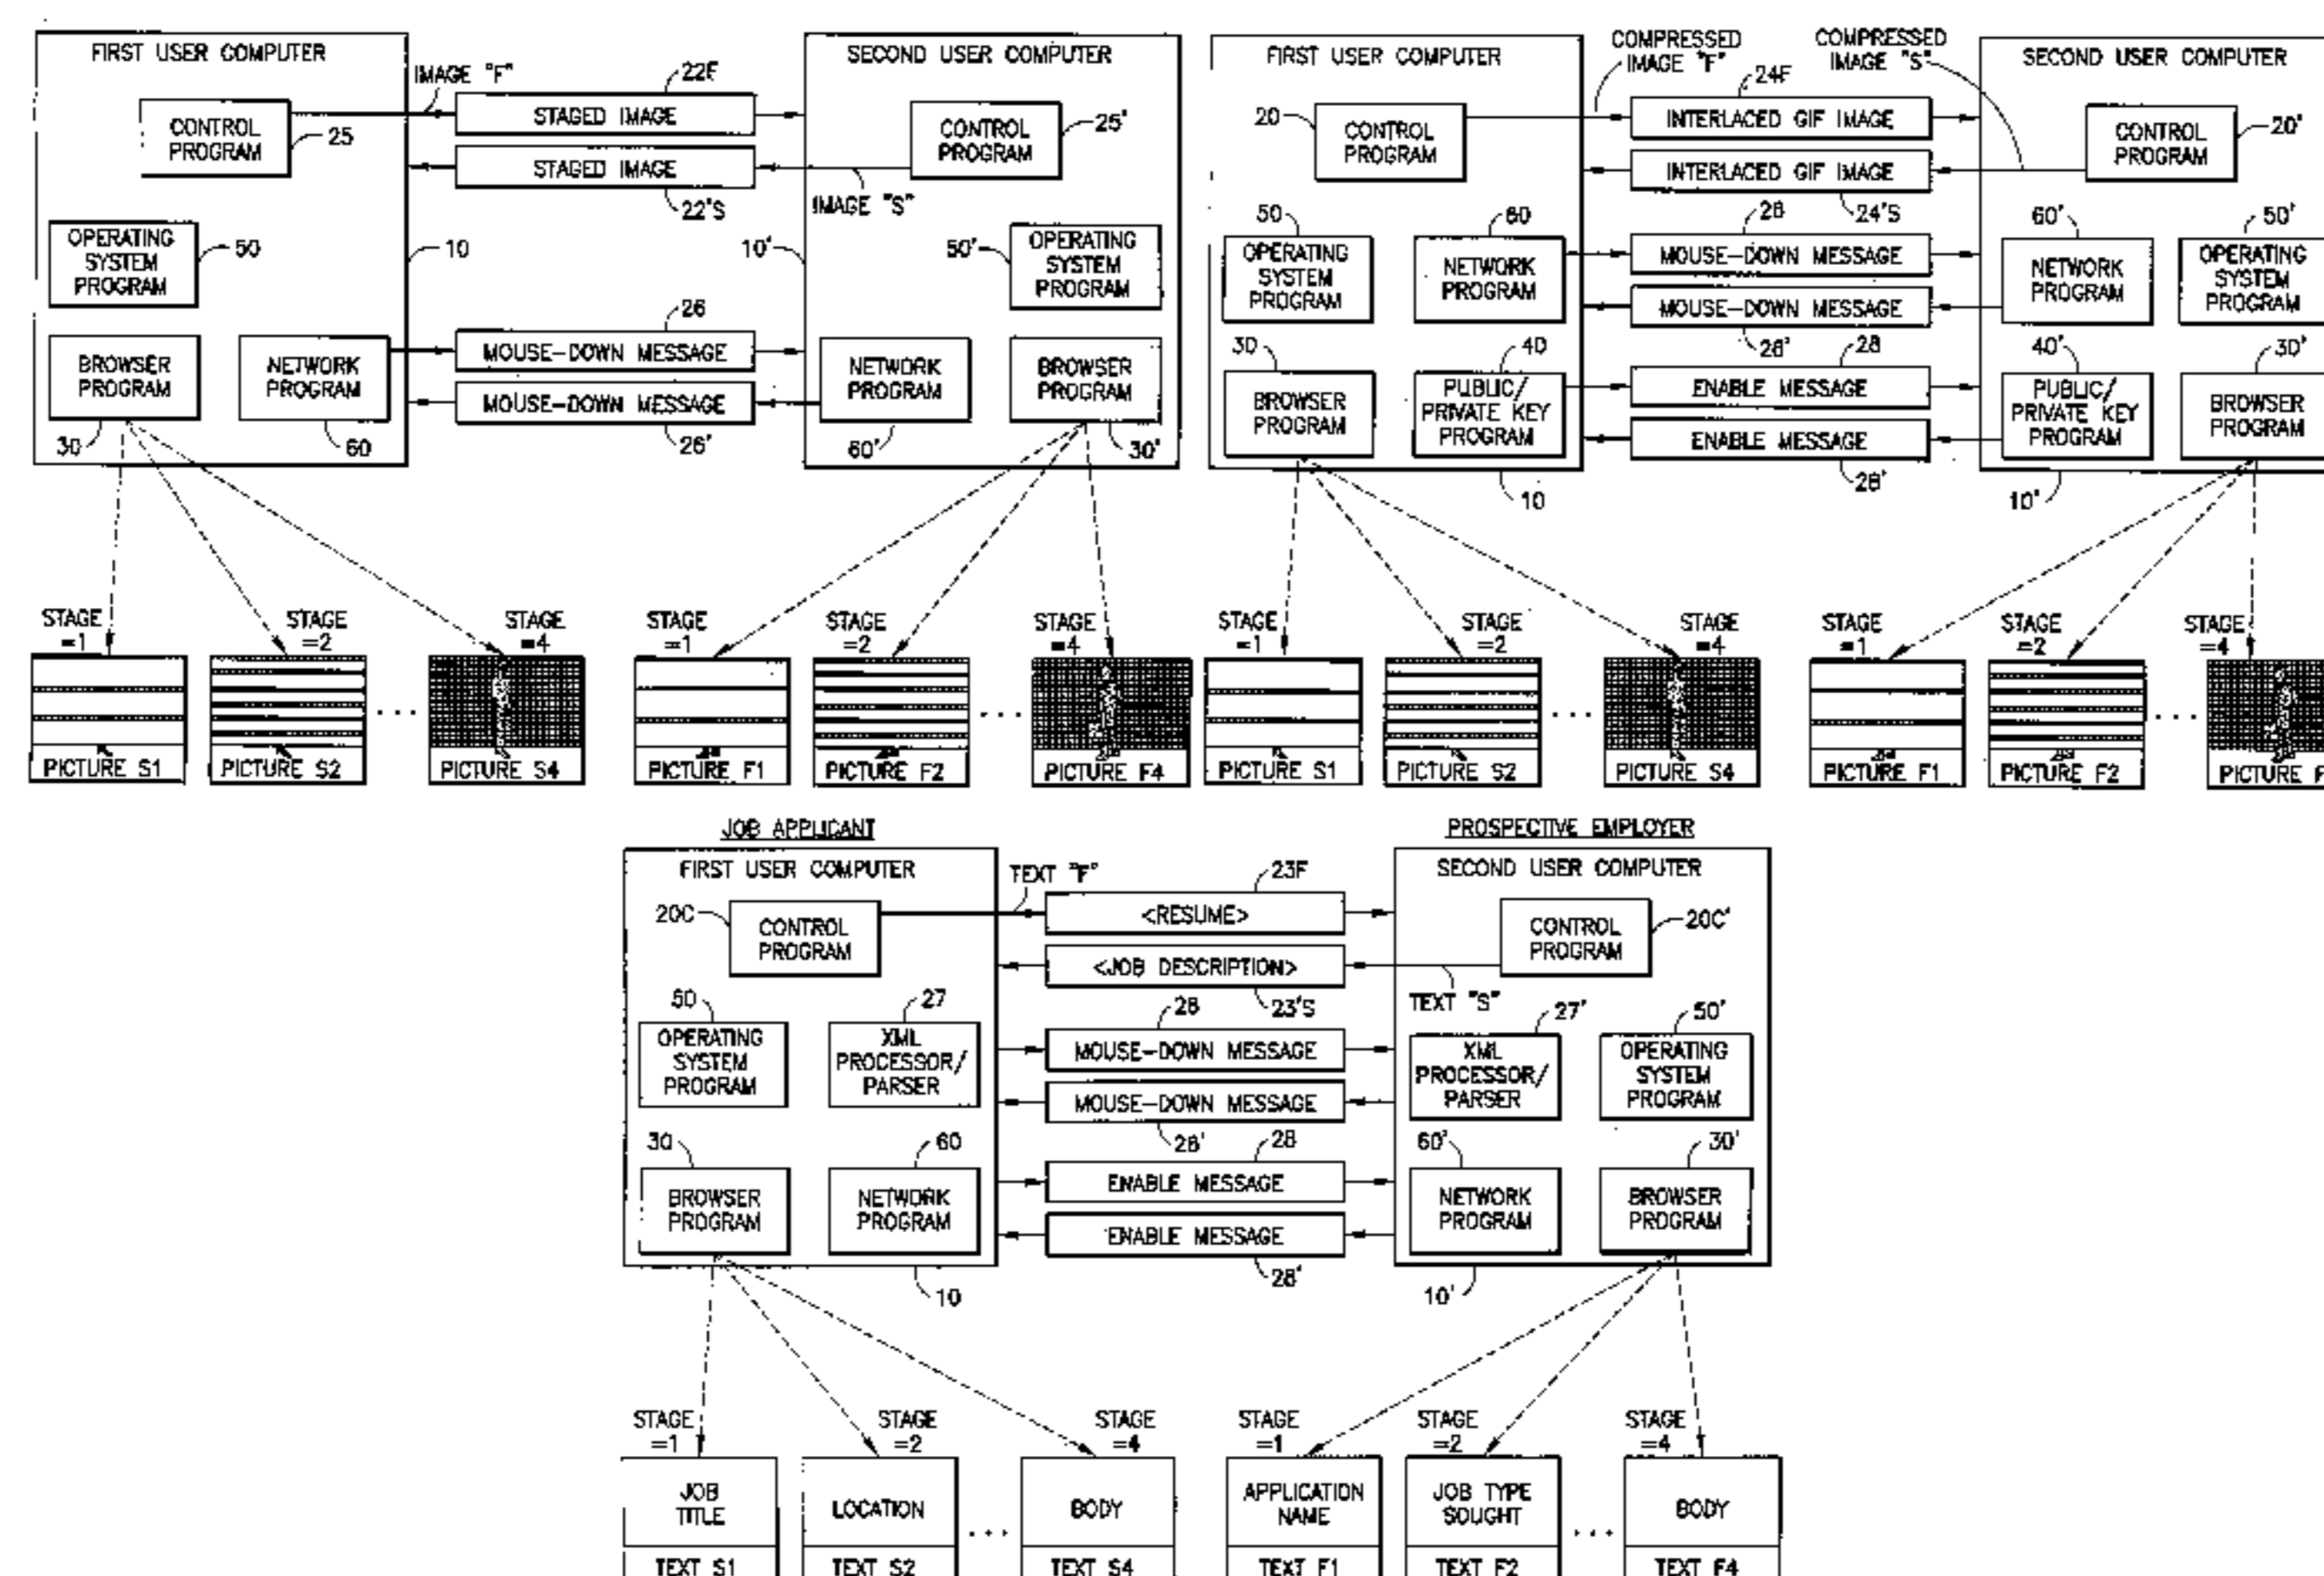 FIRST USER COMPUTER
IMAGE "F"
22F
STAGED IMAGE
CONTROL
PROGRAM
25
STAGED IMAGE
22'S
IMAGE "S"
OPERATING
SYSTEM
PROGRAM
50
10
BROWSER
PROGRAM
30
NETWORK
PROGRAM
60
26
MOUSE-DOWN MESSAGE
MOUSE-DOWN MESSAGE
26'
SECOND USER COMPUTER
CONTROL
PROGRAM
25'
10'
50'
OPERATING
SYSTEM
PROGRAM
NETWORK
PROGRAM
60'
BROWSER
PROGRAM
30'
STAGE
=1
PICTURE S1
STAGE
=2
PICTURE S2
...
STAGE
=4
PICTURE S4
STAGE
=1
PICTURE F1
STAGE
=2
PICTURE F2
...
STAGE
=4
PICTURE F4
FIRST USER COMPUTER
COMPRESSED
IMAGE "F"
24F
COMPRESSED
IMAGE "S"
20
CONTROL
PROGRAM
INTERLACED GIF IMAGE
INTERLACED GIF IMAGE
24'S
50
OPERATING
SYSTEM
PROGRAM
60
NETWORK
PROGRAM
26
MOUSE-DOWN MESSAGE
MOUSE-DOWN MESSAGE
26'
28
30
BROWSER
PROGRAM
40
PUBLIC/
PRIVATE KEY
PROGRAM
ENABLE MESSAGE
ENABLE MESSAGE
28'
10
SECOND USER COMPUTER
CONTROL
PROGRAM
20'
60'
NETWORK
PROGRAM
50'
OPERATING
SYSTEM
PROGRAM
40'
PUBLIC/
PRIVATE KEY
PROGRAM
30'
BROWSER
PROGRAM
10'
STAGE
=1
PICTURE S1
STAGE
=2
PICTURE S2
...
STAGE
=4
PICTURE S4
STAGE
=1
PICTURE F1
STAGE
=2
PICTURE F2
...
STAGE
=4
PICTURE
JOB APPLICANT
FIRST USER COMPUTER
TEXT "F"
23F
20C
CONTROL
PROGRAM
<RESUME>
<JOB DESCRIPTION>
23'S
TEXT "S"
50
OPERATING
SYSTEM
PROGRAM
27
XML
PROCESSOR/
PARSER
26
MOUSE-DOWN MESSAGE
MOUSE-DOWN MESSAGE
26'
28
30
BROWSER
PROGRAM
60
NETWORK
PROGRAM
ENABLE MESSAGE
ENABLE MESSAGE
28'
10
PROSPECTIVE EMPLOYER
SECOND USER COMPUTER
CONTROL
PROGRAM
20C'
27'
XML
PROCESSOR/
PARSER
50'
OPERATING
SYSTEM
PROGRAM
60'
NETWORK
PROGRAM
30'
BROWSER
PROGRAM
10'
STAGE
=1
JOB
TITLE
TEXT S1
STAGE
=2
LOCATION
TEXT S2
...
STAGE
=4
BODY
TEXT S4
STAGE
=1
APPLICATION
NAME
TEXT F1
STAGE
=2
JOB TYPE
SOUGHT
TEXT F2
...
STAGE
=4
BODY
TEXT F4